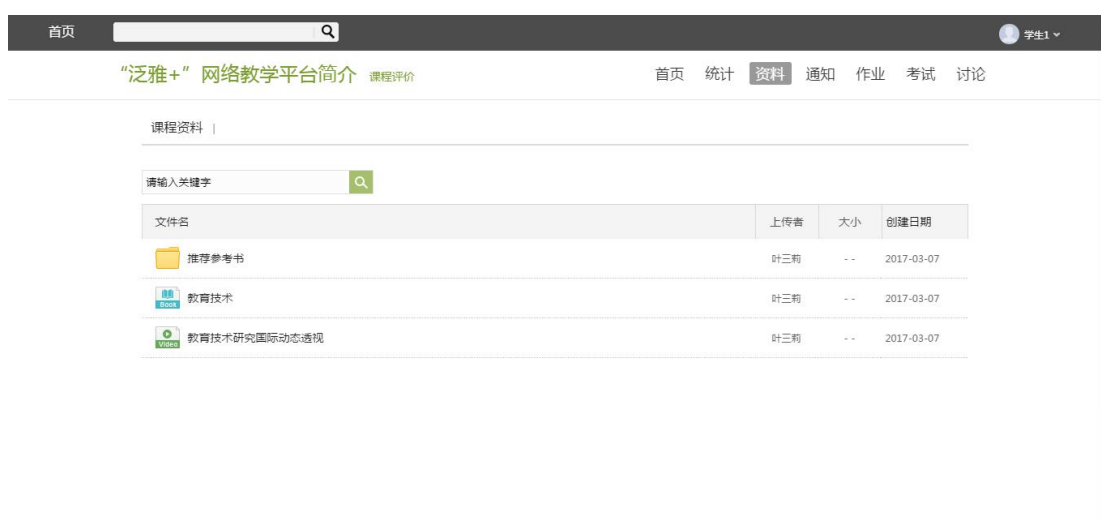 首页 学生1
“泛雅+”网络教学平台简介 课程评价 首页 统计 资料 通知 作业 考试 讨论
课程资料 |
请输入关键字
文件名 上传者 大小 创建日期
推荐参考书 叶三莉 - - 2017-03-07
Book 教育技术 叶三莉 - - 2017-03-07
Video 教育技术研究国际动态透视 叶三莉 - - 2017-03-07